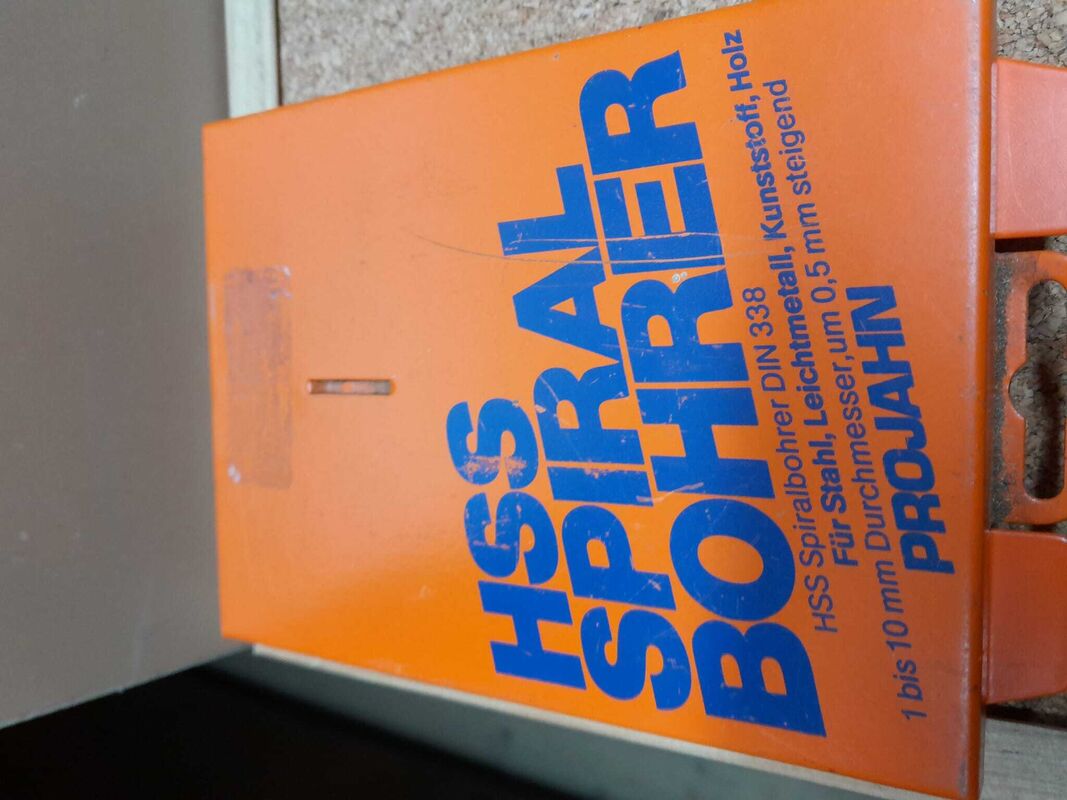 HSS
SPIRAL
BOHRER
HSS Spiralbohrer DIN 338
Für Stahl, Leichtmetall, Kunststoff, Holz
1 bis 10 mm Durchmesser, um 0,5 mm steigend
PROJAHN